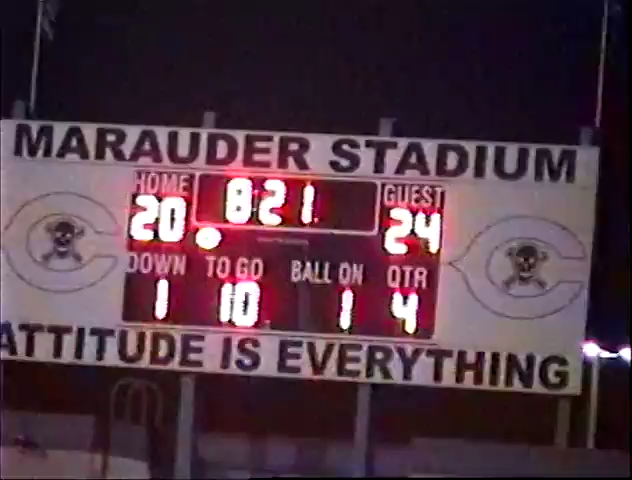 MARAUDER STADIUM
HOME 8:21 GUEST
20 24
DOWN TO GO BALL ON QTR
1 10 1 4
ATTITUDE IS EVERYTHING